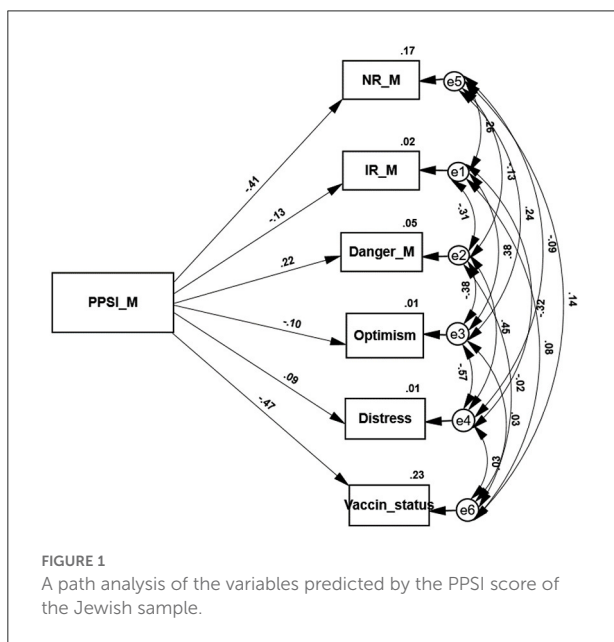 .17
NR_M
e5
-.41
.26
.02
IR_M
e1
-.13
-.13
-.31
.24
-.09
.05
Danger_M
e2
.22
.38
.14
PPSI_M
-.38
-.32
.01
Optimism
e3
-.10
.45
.08
-.57
-.02
.01
Distress
e4
.09
.03
.03
-.47
.23
Vaccin_status
e6
FIGURE 1
A path analysis of the variables predicted by the PPSI score of
the Jewish sample.